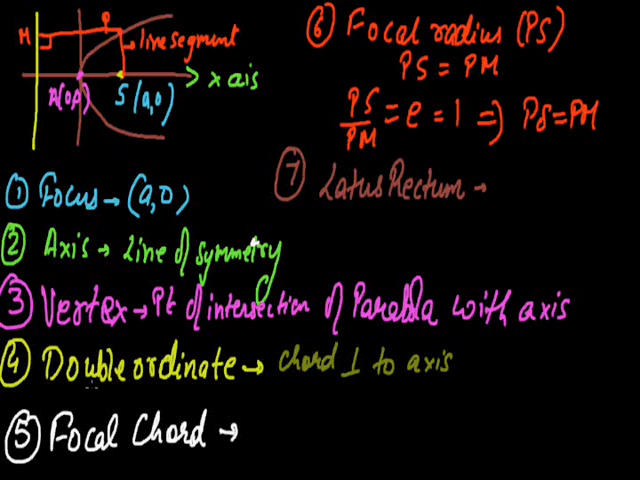 M
P
line segment
x ais
A(0,0)
S (a,0)
⑥ Focal radius (PS)
PS = PM
PS/PM = e = 1 ⇒ PS = PM
① Focus → (a,0)
⑦ Latus Rectum →
② Axis → Line of symmetry
③ Vertex → Pt of intersection of Parabola with axis
④ Double ordinate → chord ⊥ to axis
⑤ Focal Chord →